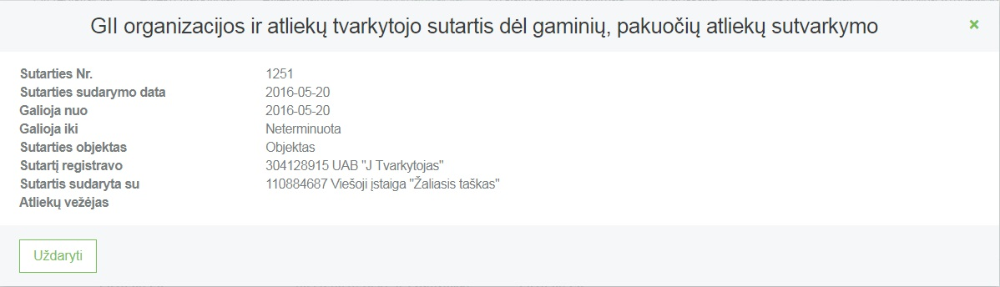 GII organizacijos ir atliekų tvarkytojo sutartis dėl gaminių, pakuočių atliekų sutvarkymo ×
Sutarties Nr. 1251
Sutarties sudarymo data 2016-05-20
Galioja nuo 2016-05-20
Galioja iki Neterminuota
Sutarties objektas Objektas
Sutartį registravo 304128915 UAB "J Tvarkytojas"
Sutartis sudaryta su 110884687 Viešoji įstaiga "Žaliasis taškas"
Atliekų vežėjas
Uždaryti